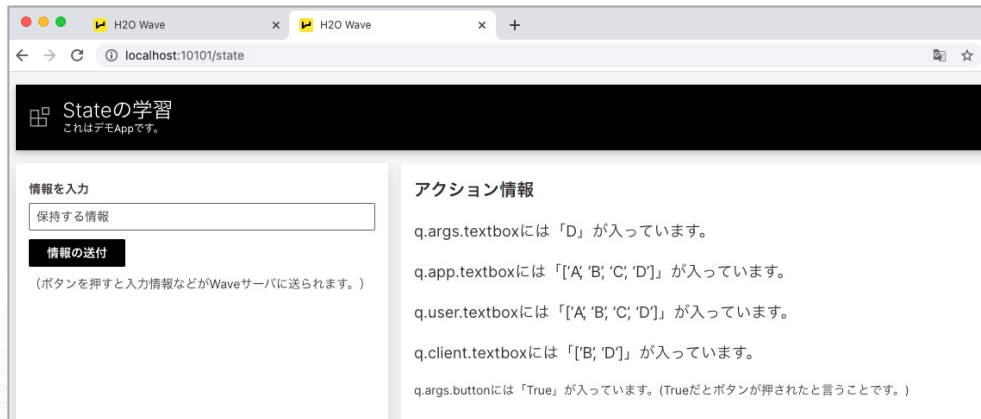 H2O Wave
H2O Wave
localhost:10101/state
Stateの学習
これはデモAppです。
情報を入力
保持する情報
情報の送付
（ボタンを押すと入力情報などがWaveサーバに送られます。）
アクション情報
q.args.textboxには「D」が入っています。
q.app.textboxには「[‘A’, ‘B’, ‘C’, ‘D’]」が入っています。
q.user.textboxには「[‘A’, ‘B’, ‘C’, ‘D’]」が入っています。
q.client.textboxには「[‘B’, ‘D’]」が入っています。
q.args.buttonには「True」が入っています。(Trueだとボタンが押されたと言うことです。)